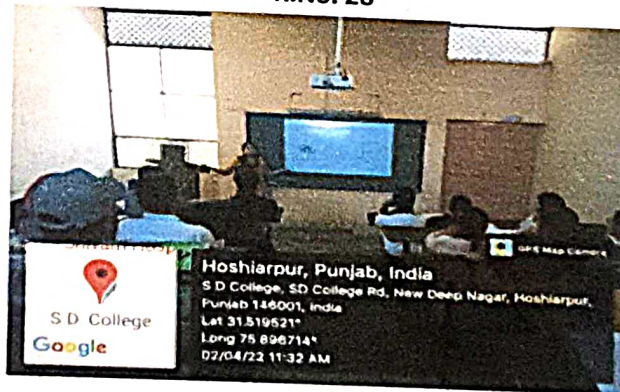 GPS Map Camera
S D College
Google
Hoshiarpur, Punjab, India
S D College, SD College Rd, New Deep Nagar, Hoshiarpur,
Punjab 146001, India
Lat 31.519521°
Long 75.896714°
02/04/22 11:32 AM